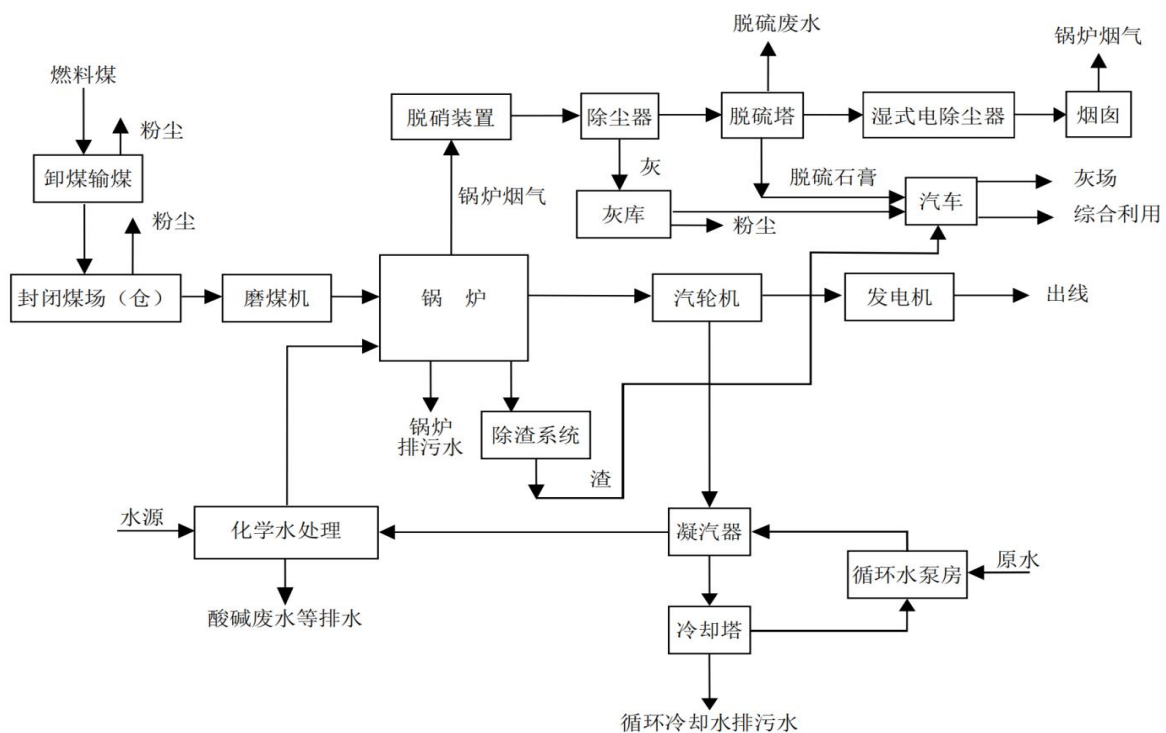 脱硫废水
锅炉烟气
燃料煤
粉尘
脱硝装置
除尘器
脱硫塔
湿式电除尘器
烟囱
卸煤输煤
灰
锅炉烟气
脱硫石膏
灰场
粉尘
灰库
粉尘
汽车
综合利用
封闭煤场（仓）
磨煤机
锅 炉
汽轮机
发电机
出线
锅炉
排污水
除渣系统
渣
水源
化学水处理
凝汽器
原水
循环水泵房
酸碱废水等排水
冷却塔
循环冷却水排污水